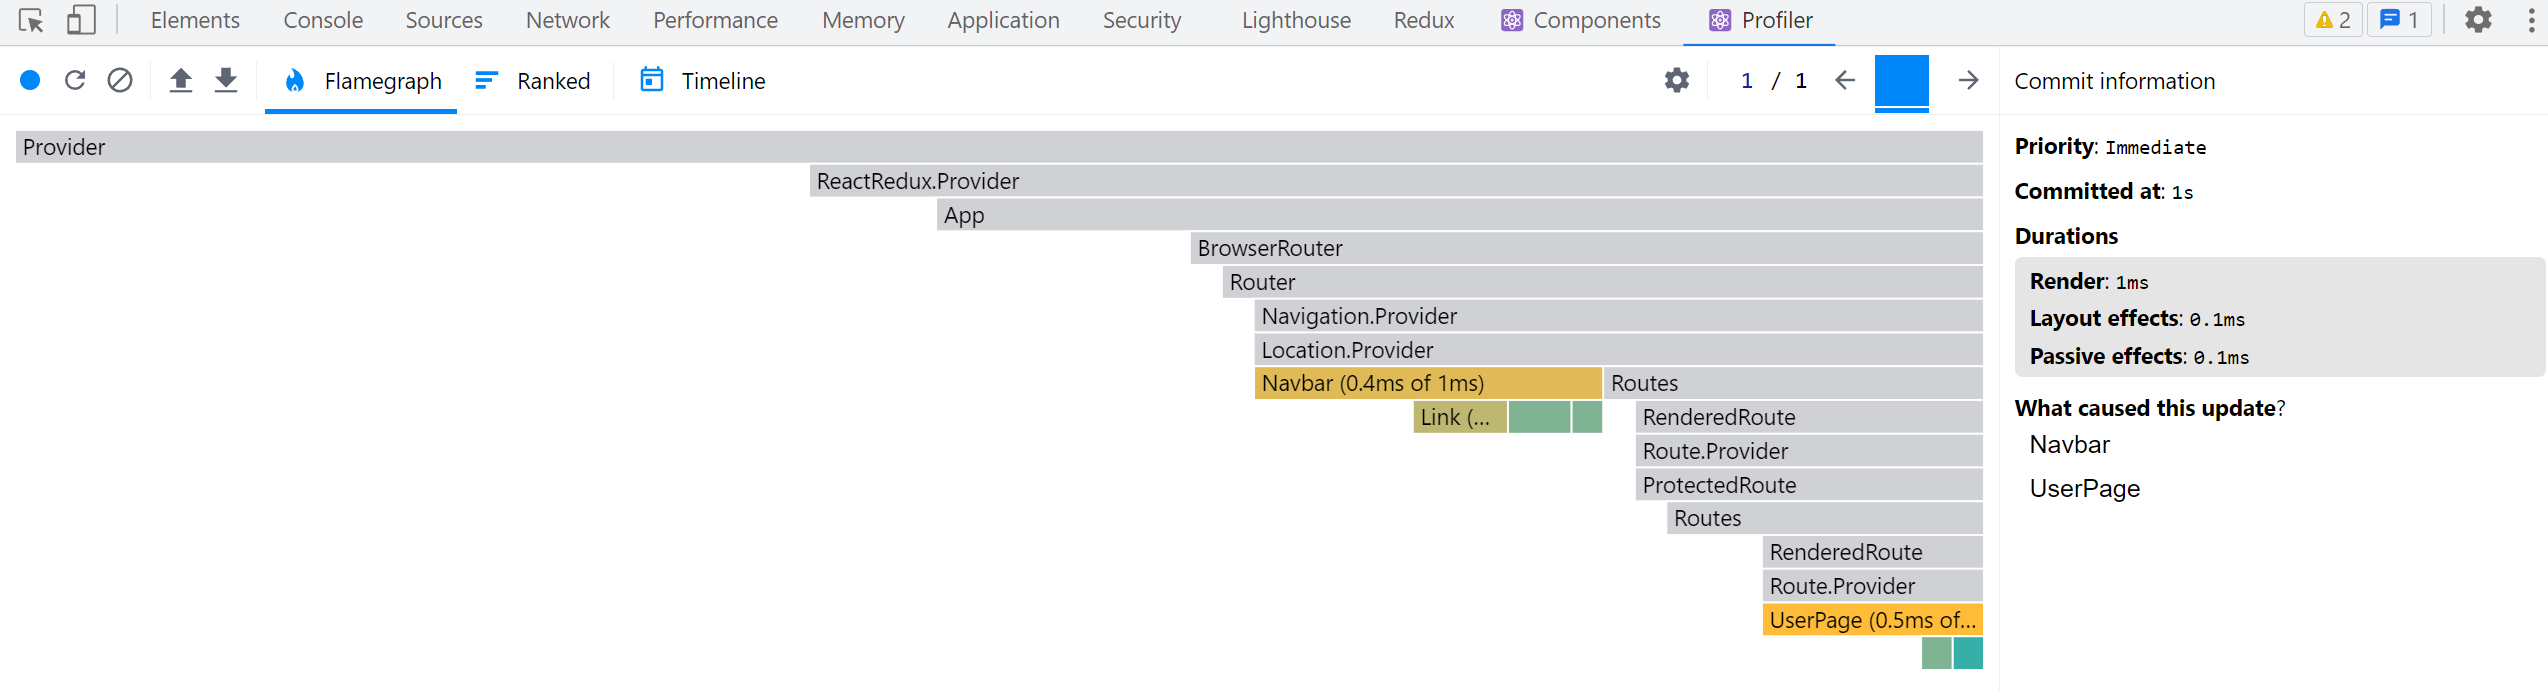 Elements Console Sources Network Performance Memory Application Security Lighthouse Redux Components Profiler 2 1
Flamegraph Ranked Timeline 1 / 1 Commit information
Provider
ReactRedux.Provider
App
BrowserRouter
Router
Navigation.Provider
Location.Provider
Navbar (0.4ms of 1ms) Routes
Link (... RenderedRoute
Route.Provider
ProtectedRoute
Routes
RenderedRoute
Route.Provider
UserPage (0.5ms of...
Priority: Immediate
Committed at: 1s
Durations
Render: 1ms
Layout effects: 0.1ms
Passive effects: 0.1ms
What caused this update?
Navbar
UserPage